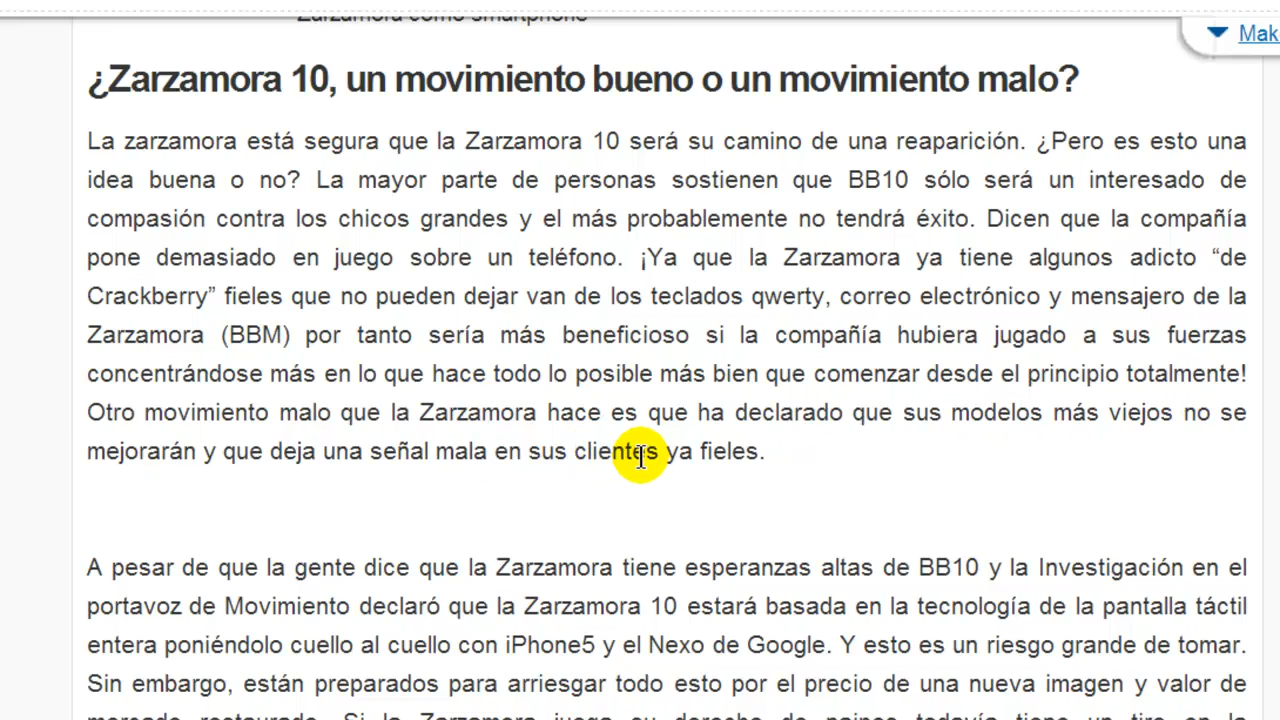 Zarzamora como smartphone
Mak
¿Zarzamora 10, un movimiento bueno o un movimiento malo?
La zarzamora está segura que la Zarzamora 10 será su camino de una reaparición. ¿Pero es esto una
idea buena o no? La mayor parte de personas sostienen que BB10 sólo será un interesado de
compasión contra los chicos grandes y el más probablemente no tendrá éxito. Dicen que la compañía
pone demasiado en juego sobre un teléfono. ¡Ya que la Zarzamora ya tiene algunos adicto “de
Crackberry” fieles que no pueden dejar van de los teclados qwerty, correo electrónico y mensajero de la
Zarzamora (BBM) por tanto sería más beneficioso si la compañía hubiera jugado a sus fuerzas
concentrándose más en lo que hace todo lo posible más bien que comenzar desde el principio totalmente!
Otro movimiento malo que la Zarzamora hace es que ha declarado que sus modelos más viejos no se
mejorarán y que deja una señal mala en sus clientes ya fieles.
A pesar de que la gente dice que la Zarzamora tiene esperanzas altas de BB10 y la Investigación en el
portavoz de Movimiento declaró que la Zarzamora 10 estará basada en la tecnología de la pantalla táctil
entera poniéndolo cuello al cuello con iPhone5 y el Nexo de Google. Y esto es un riesgo grande de tomar.
Sin embargo, están preparados para arriesgar todo esto por el precio de una nueva imagen y valor de
mercado restaurado. Si la Zarzamora juega su derecho de naipes todavía tiene un tiro en la